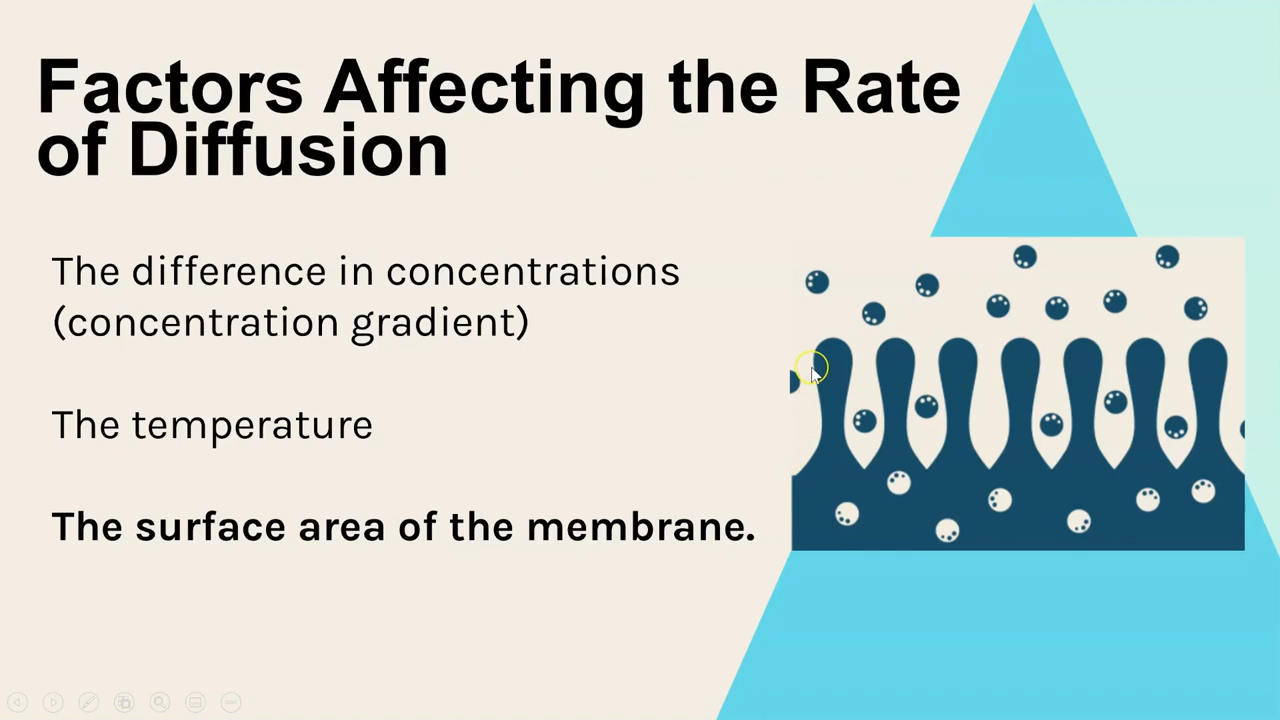 Factors Affecting the Rate
of Diffusion
The difference in concentrations
(concentration gradient)
The temperature
The surface area of the membrane.